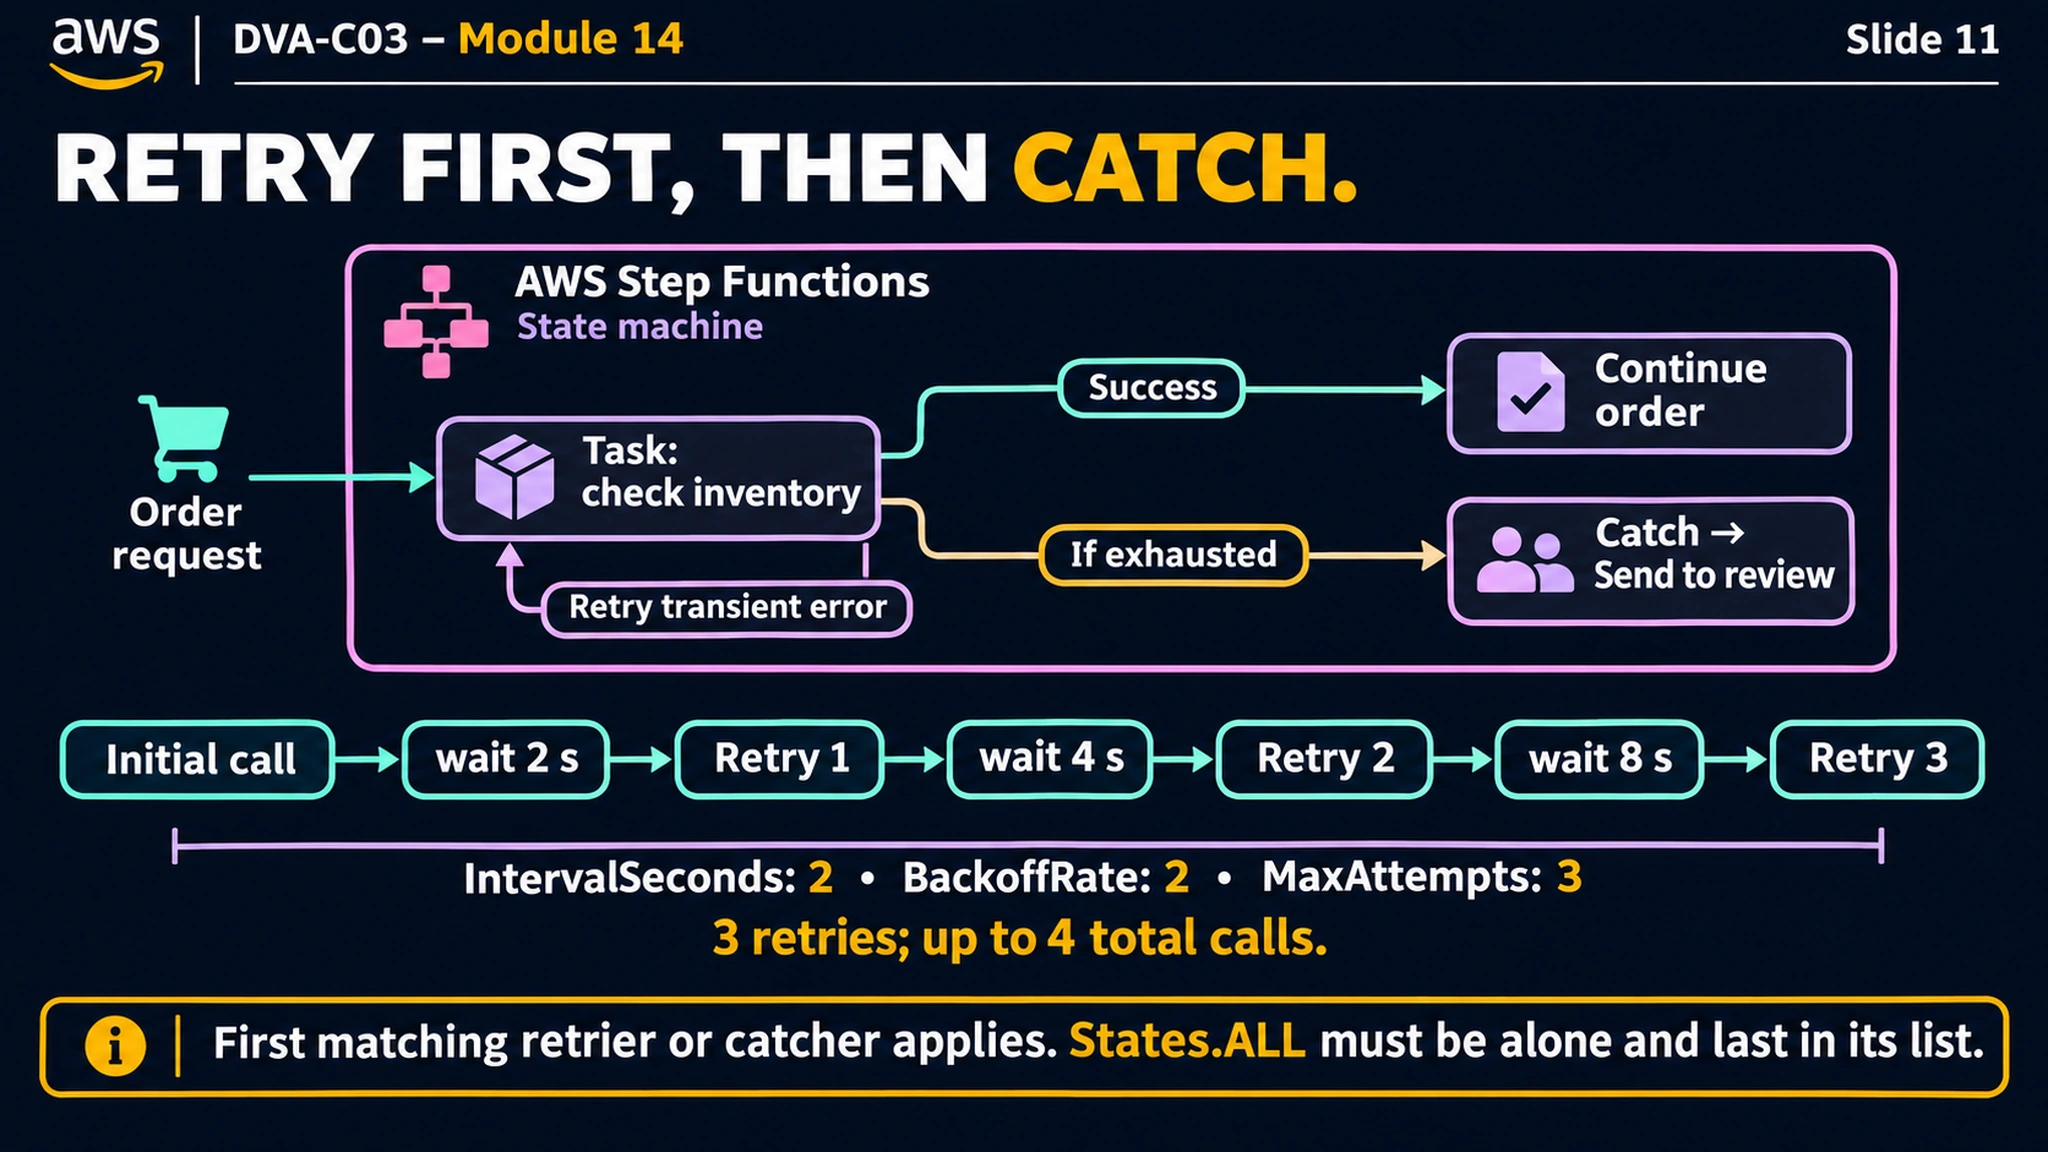 aws
DVA-C03 – Module 14
Slide 11
RETRY FIRST, THEN CATCH.
AWS Step Functions
State machine
Order
request
Task:
check inventory
Retry transient error
Success
Continue
order
If exhausted
Catch →
Send to review
Initial call
wait 2 s
Retry 1
wait 4 s
Retry 2
wait 8 s
Retry 3
IntervalSeconds: 2 • BackoffRate: 2 • MaxAttempts: 3
3 retries; up to 4 total calls.
First matching retrier or catcher applies. States.ALL must be alone and last in its list.